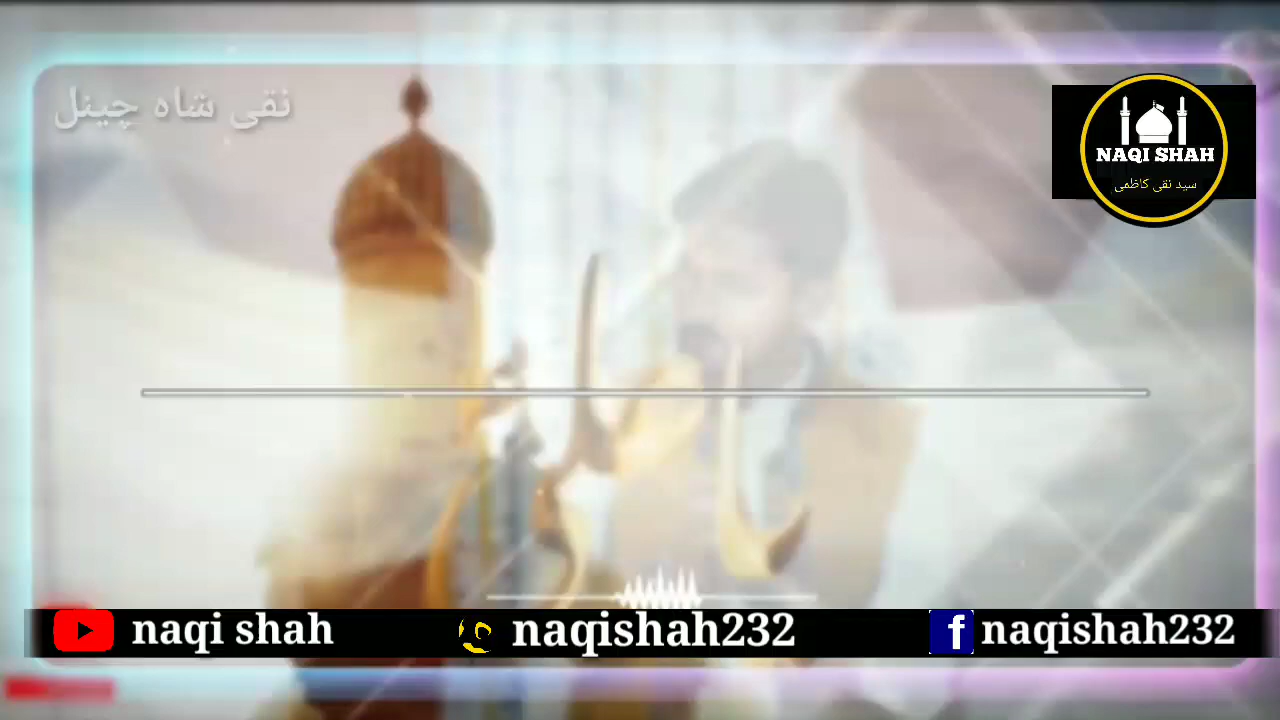 نقی شاہ چینل
NAQI SHAH
سید نقی کاظمی
naqi shah
naqishah232
f naqishah232